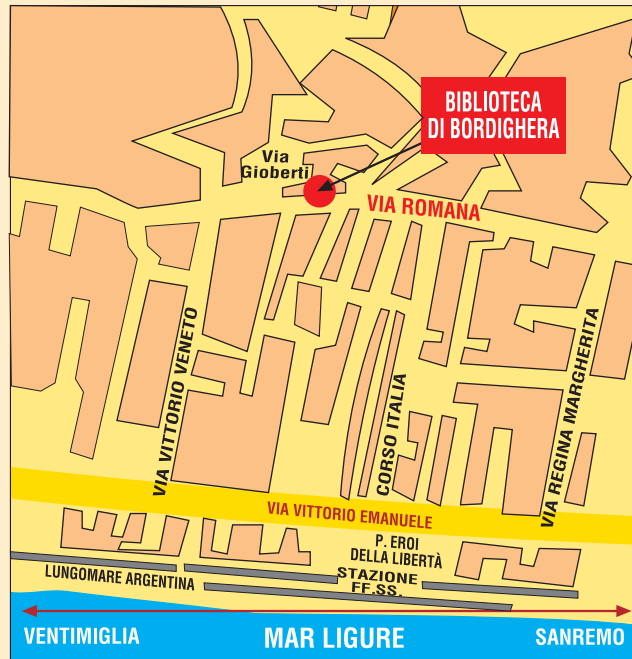 BIBLIOTECA
DI BORDIGHERA
Via
Gioberti
VIA ROMANA
VIA VITTORIO VENETO
CORSO ITALIA
VIA REGINA MARGHERITA
VIA VITTORIO EMANUELE
P. EROI
DELLA LIBERTÀ
LUNGOMARE ARGENTINA
STAZIONE
FF.SS.
VENTIMIGLIA
MAR LIGURE
SANREMO